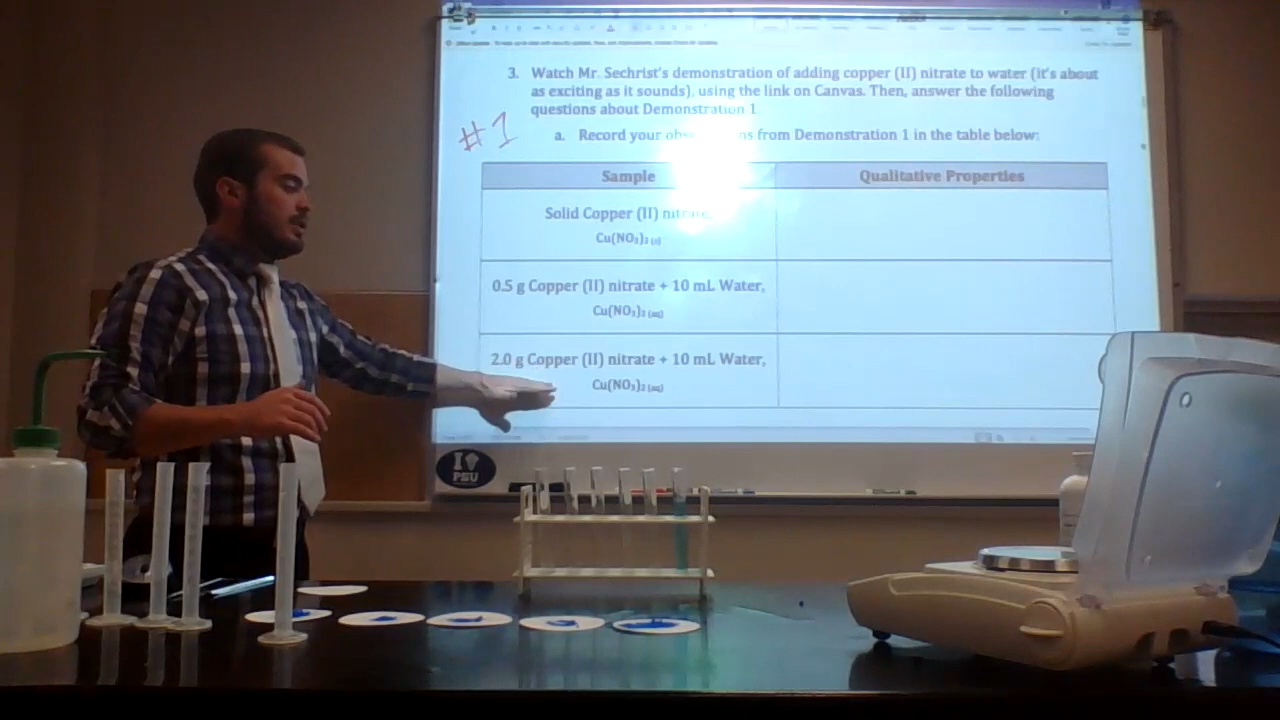 3. Watch Mr. Sechrist's demonstration of adding copper (II) nitrate to water (it's about
as exciting as it sounds), using the link on Canvas. Then, answer the following
questions about Demonstration 1
#1
a. Record your from Demonstration 1 in the table below:
Sample Qualitative Properties
Solid Copper (II) nitrate,
Cu(NO₃)₂ (s)
0.5 g Copper (II) nitrate + 10 mL Water,
Cu(NO₃)₂ (aq)
2.0 g Copper (II) nitrate + 10 mL Water,
Cu(NO₃)₂ (aq)
I
PSU